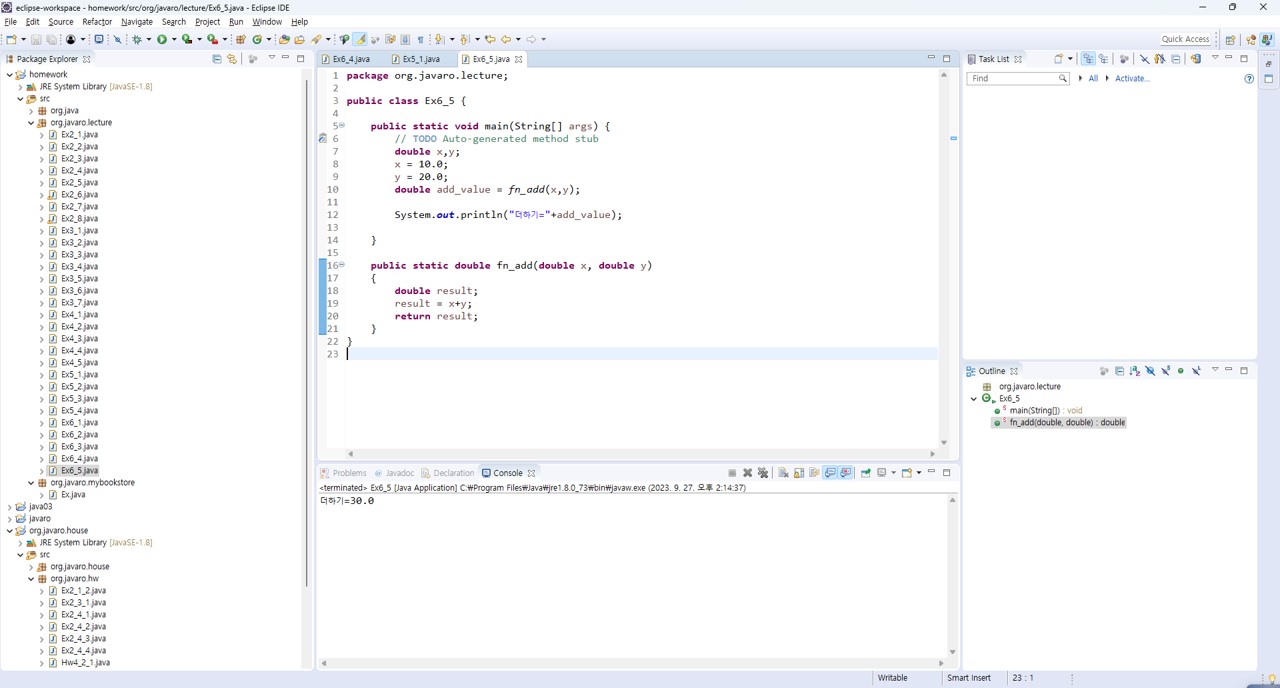 eclipse-workspace - homework/src/org/javaro/lecture/Ex6_5.java - Eclipse IDE
File Edit Source Refactor Navigate Search Project Run Window Help
Quick Access
Package Explorer
homework
JRE System Library [JavaSE-1.8]
src
org.java
org.javaro.lecture
Ex2_1.java
Ex2_2.java
Ex2_3.java
Ex2_4.java
Ex2_5.java
Ex2_6.java
Ex2_7.java
Ex2_8.java
Ex3_1.java
Ex3_2.java
Ex3_3.java
Ex3_4.java
Ex3_5.java
Ex3_6.java
Ex3_7.java
Ex4_1.java
Ex4_2.java
Ex4_3.java
Ex4_4.java
Ex4_5.java
Ex5_1.java
Ex5_2.java
Ex5_3.java
Ex5_4.java
Ex6_1.java
Ex6_2.java
Ex6_3.java
Ex6_4.java
Ex6_5.java
org.javaro.mybookstore
Ex.java
java03
javaro
org.javaro.house
JRE System Library [JavaSE-1.8]
src
org.javaro.house
org.javaro.hw
Ex2_1_2.java
Ex2_3_1.java
Ex2_4_1.java
Ex2_4_2.java
Ex2_4_3.java
Ex2_4_4.java
Hw4_2_1.java
Ex6_4.java Ex5_1.java Ex6_5.java
1 package org.javaro.lecture;
2
3 public class Ex6_5 {
4
5 public static void main(String[] args) {
6 // TODO Auto-generated method stub
7 double x,y;
8 x = 10.0;
9 y = 20.0;
10 double add_value = fn_add(x,y);
11
12 System.out.println("더하기="+add_value);
13
14 }
15
16 public static double fn_add(double x, double y)
17 {
18 double result;
19 result = x+y;
20 return result;
21 }
22 }
23
Problems Javadoc Declaration Console
<terminated> Ex6_5 [Java Application] C:₩Program Files₩Java₩jre1.8.0_73₩bin₩javaw.exe (2023. 9. 27. 오후 2:14:37)
더하기=30.0
Task List
Find All Activate...
Outline
org.javaro.lecture
Ex6_5
main(String[]) : void
fn_add(double, double) : double
Writable Smart Insert 23 : 1